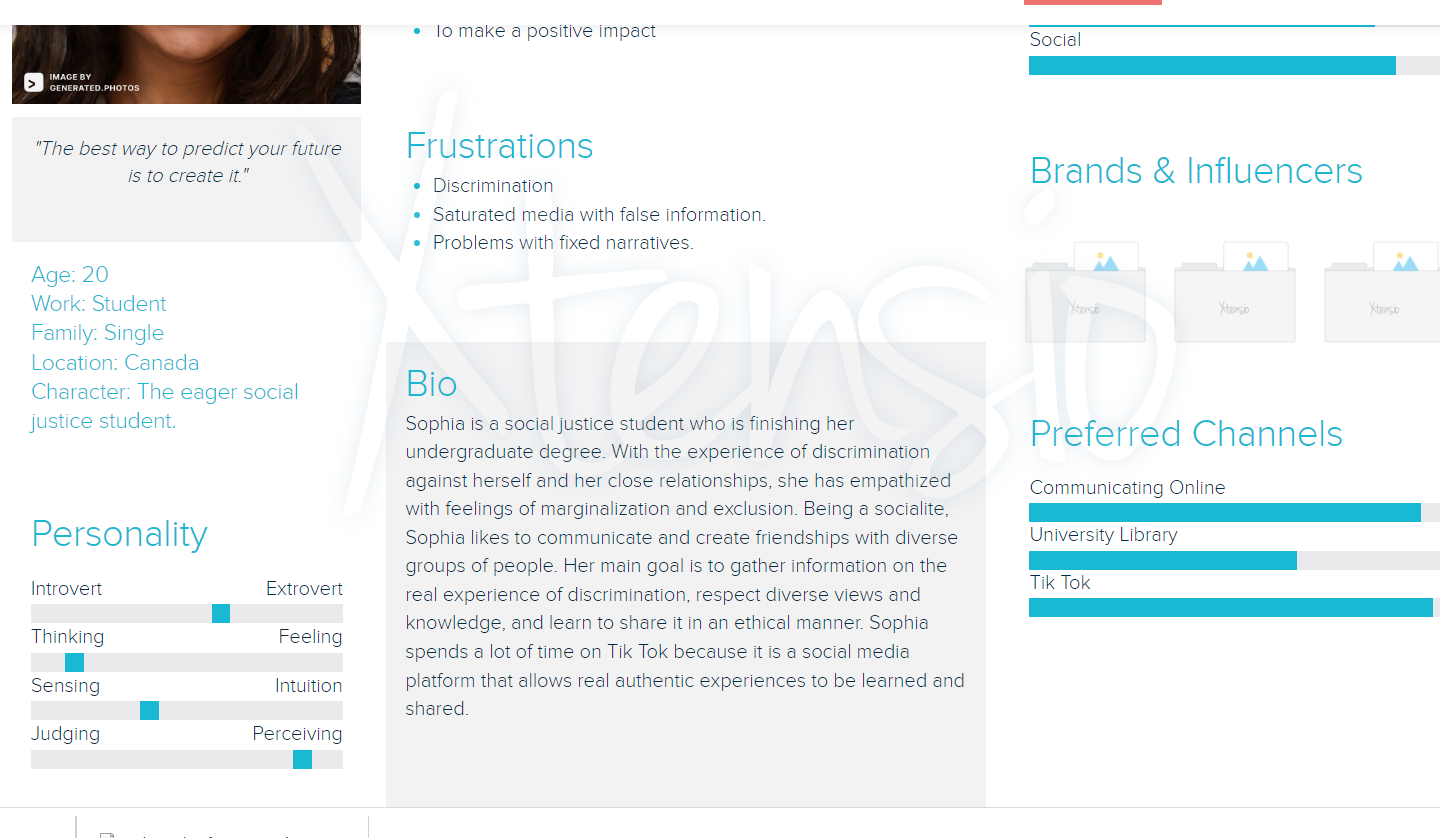 To make a positive impact
Social
IMAGE BY
GENERATED.PHOTOS
"The best way to predict your future
is to create it."
Age: 20
Work: Student
Family: Single
Location: Canada
Character: The eager social
justice student.
Personality
Introvert Extrovert
Thinking Feeling
Sensing Intuition
Judging Perceiving
Frustrations
Discrimination
Saturated media with false information.
Problems with fixed narratives.
Bio
Sophia is a social justice student who is finishing her
undergraduate degree. With the experience of discrimination
against herself and her close relationships, she has empathized
with feelings of marginalization and exclusion. Being a socialite,
Sophia likes to communicate and create friendships with diverse
groups of people. Her main goal is to gather information on the
real experience of discrimination, respect diverse views and
knowledge, and learn to share it in an ethical manner. Sophia
spends a lot of time on Tik Tok because it is a social media
platform that allows real authentic experiences to be learned and
shared.
Brands & Influencers
Xtensio
Xtensio
Xtensio
Preferred Channels
Communicating Online
University Library
Tik Tok
Xtensio